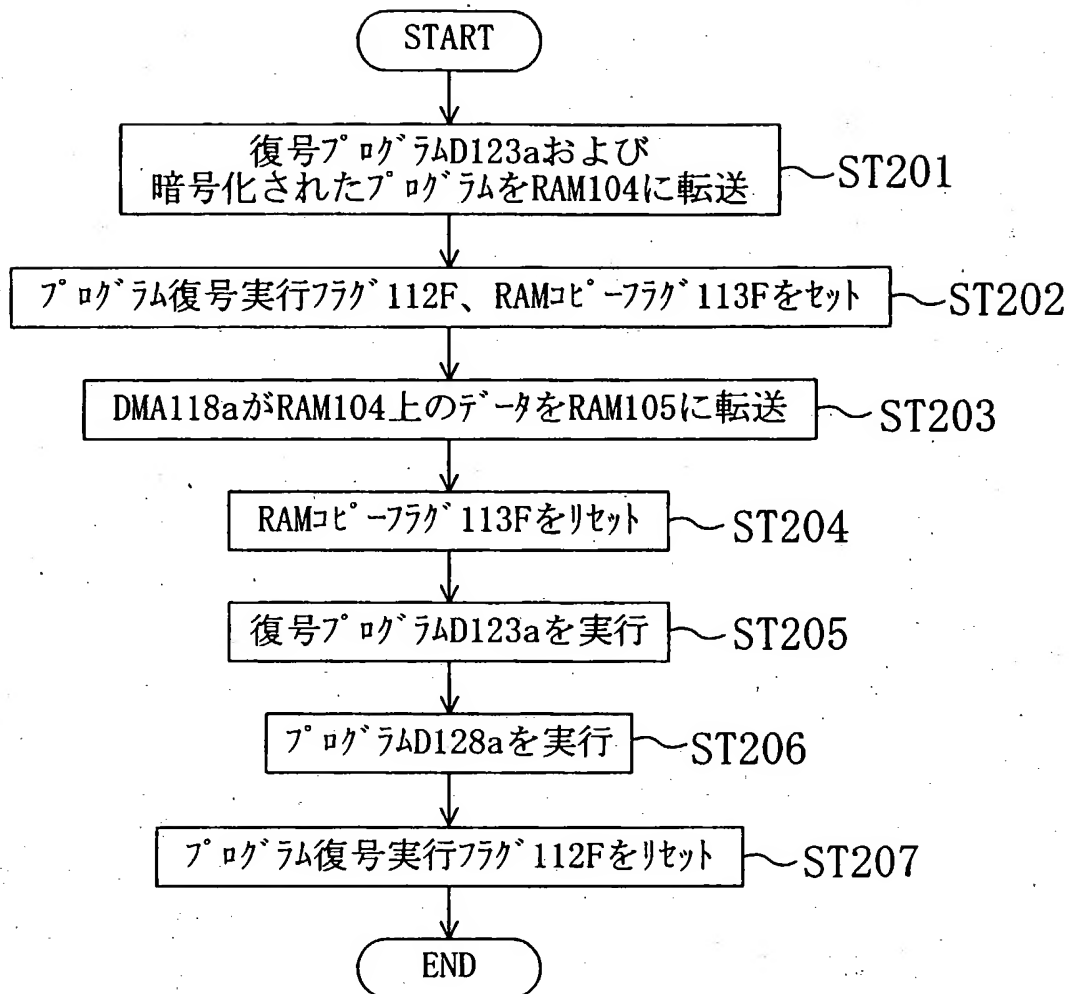 START
復号ﾌﾟﾛｸﾞﾗﾑD123aおよび
暗号化されたﾌﾟﾛｸﾞﾗﾑをRAM104に転送
ST201
ﾌﾟﾛｸﾞﾗﾑ復号実行ﾌﾗｸﾞ112F、RAMｺﾋﾟｰﾌﾗｸﾞ113Fをｾｯﾄ
ST202
DMA118aがRAM104上のﾃﾞｰﾀをRAM105に転送
ST203
RAMｺﾋﾟｰﾌﾗｸﾞ113Fをﾘｾｯﾄ
ST204
復号ﾌﾟﾛｸﾞﾗﾑD123aを実行
ST205
ﾌﾟﾛｸﾞﾗﾑD128aを実行
ST206
ﾌﾟﾛｸﾞﾗﾑ復号実行ﾌﾗｸﾞ112Fをﾘｾｯﾄ
ST207
END